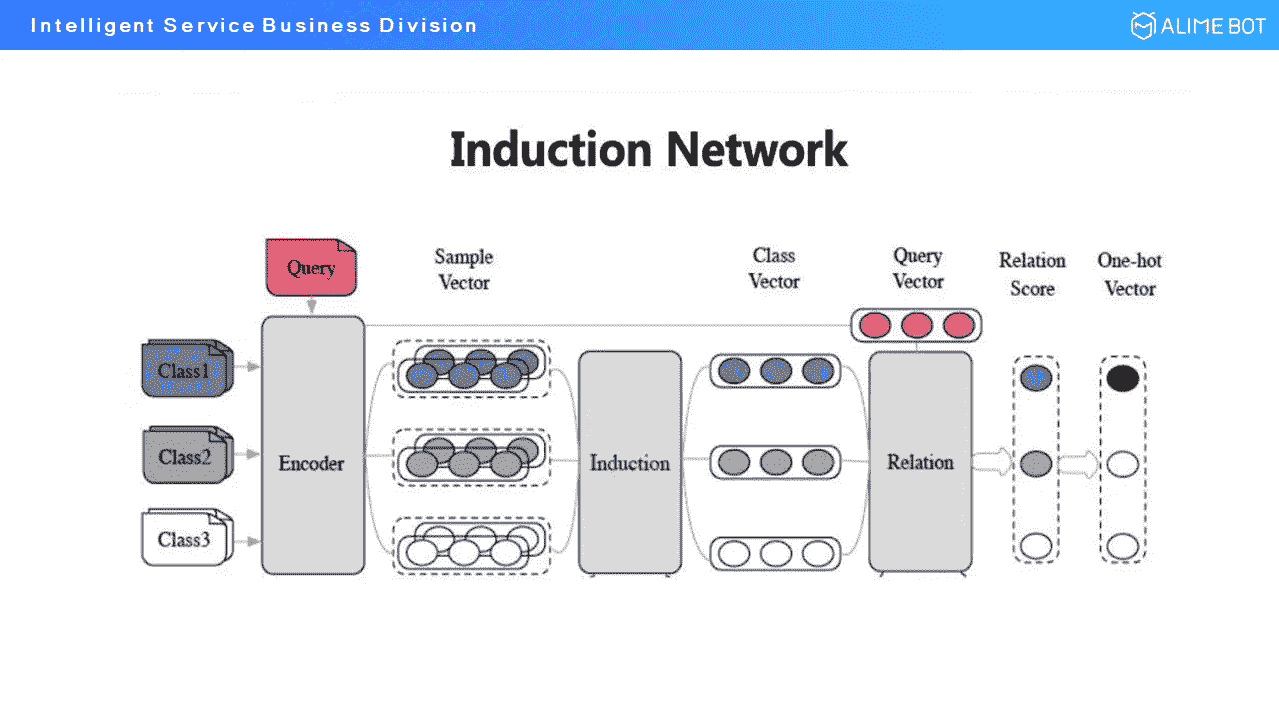 Intelligent Service Business Division
ALIME BOT
Induction Network
Query
Sample
Vector
Class
Vector
Query
Vector
Relation
Score
One-hot
Vector
Class1
Class2
Class3
Encoder
Induction
Relation